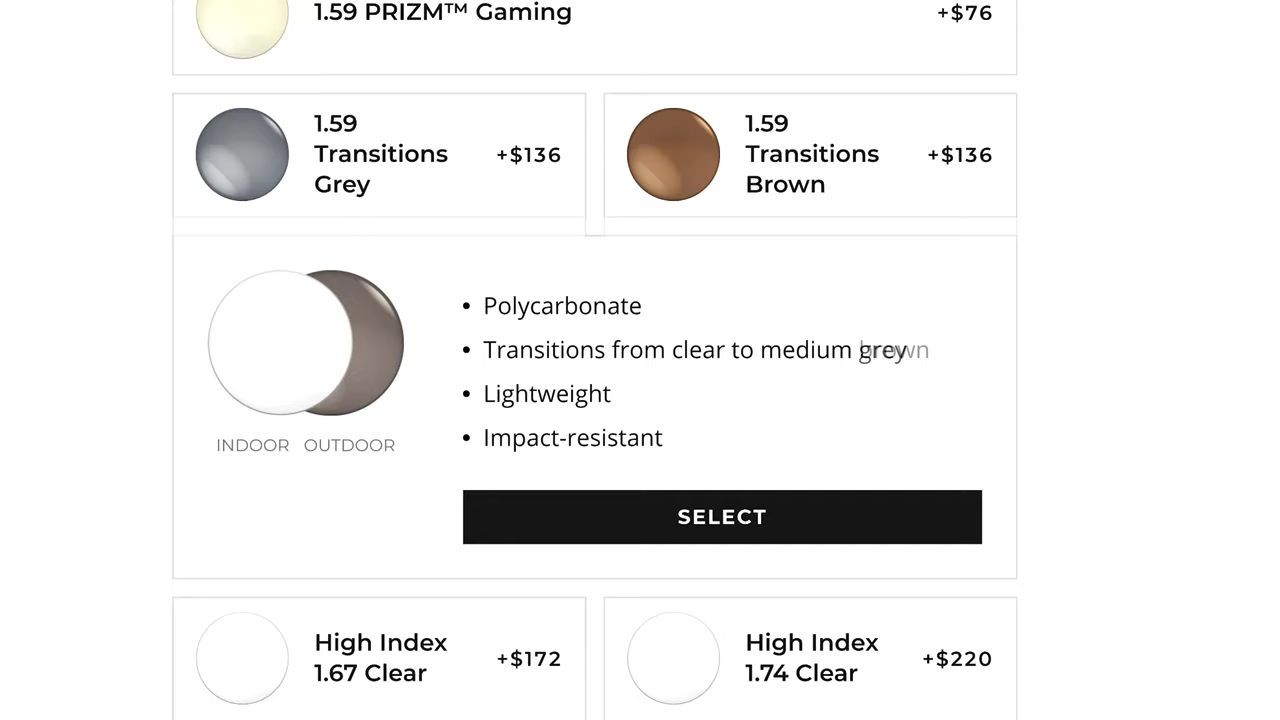 1.59 PRIZM™ Gaming +$76
1.59
Transitions
Grey
+$136
1.59
Transitions
Brown
+$136
• Polycarbonate
• Transitions from clear to medium grey
• Lightweight
• Impact-resistant
INDOOR OUTDOOR
SELECT
High Index
1.67 Clear
+$172
High Index
1.74 Clear
+$220